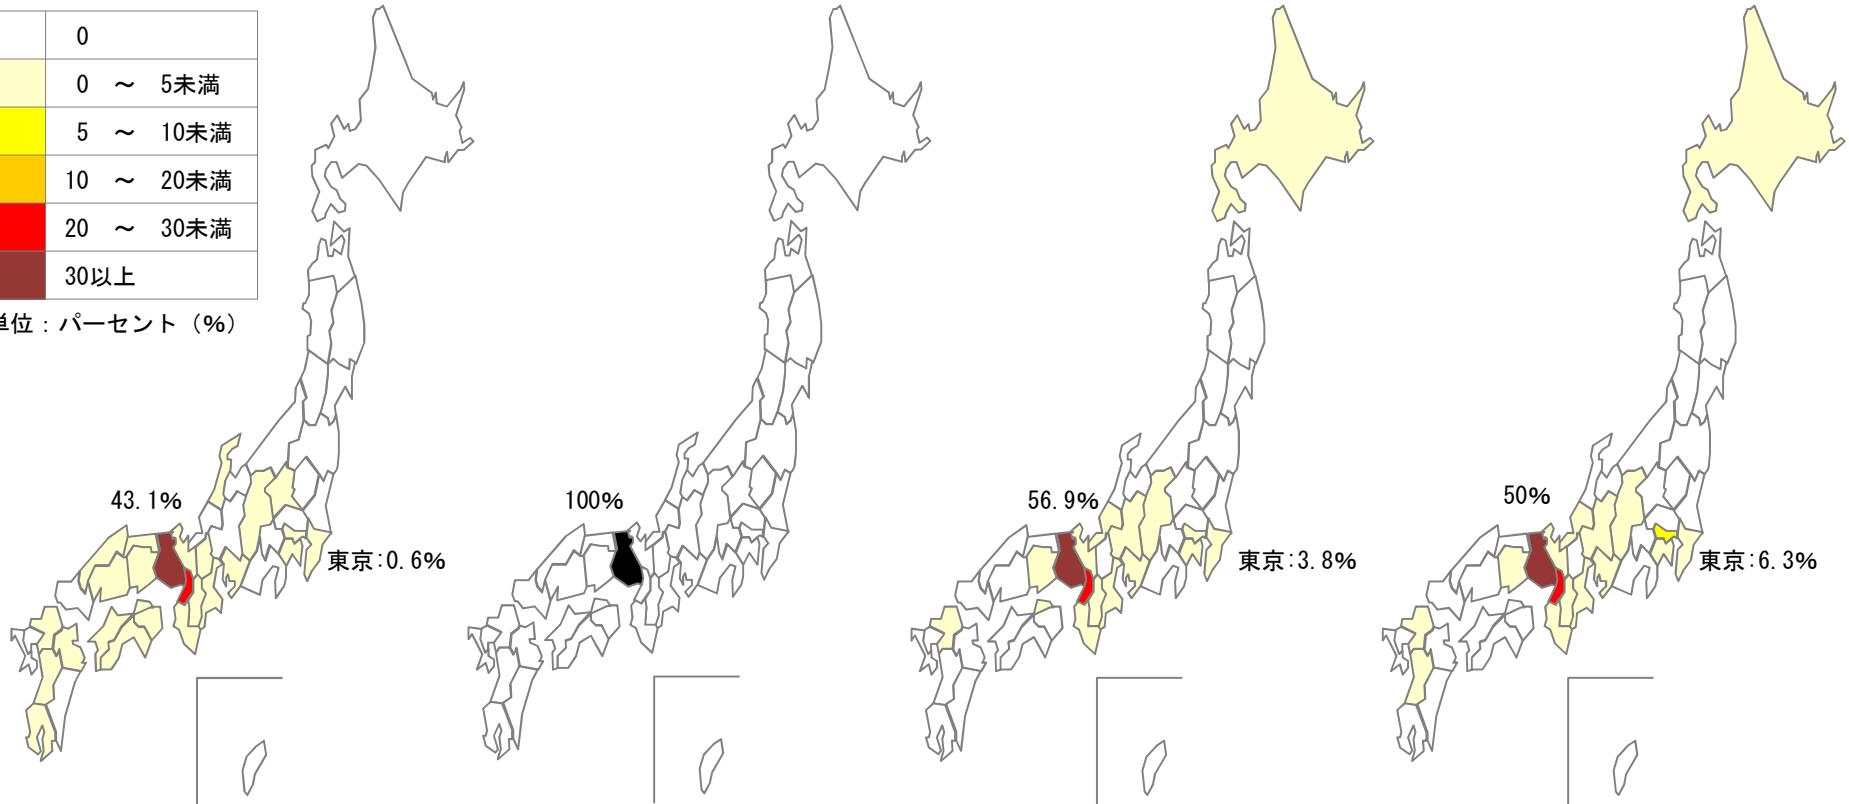 0
0 ～ 5未満
5 ～ 10未満
10 ～ 20未満
20 ～ 30未満
30以上
単位：パーセント（%）
43.1%
東京:0.6%
100%
56.9%
東京:3.8%
50%
東京:6.3%